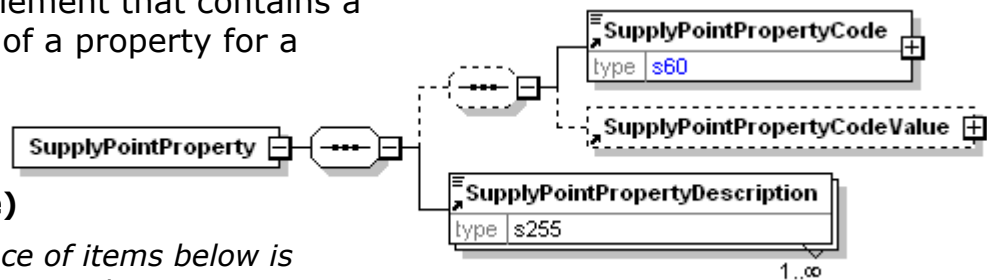 lement that contains a
of a property for a
SupplyPointPropertyCode
type s60
SupplyPointPropertyCodeValue
SupplyPointProperty
SupplyPointPropertyDescription
type s255
1..∞
)
ce of items below is